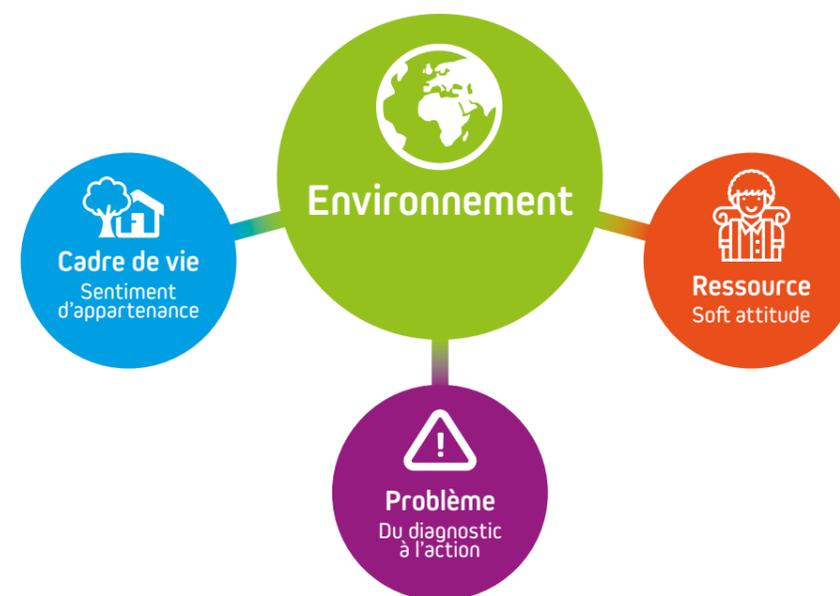 Environnement
Cadre de vie
Sentiment
d'appartenance
Ressource
Soft attitude
Problème
Du diagnostic
à l'action